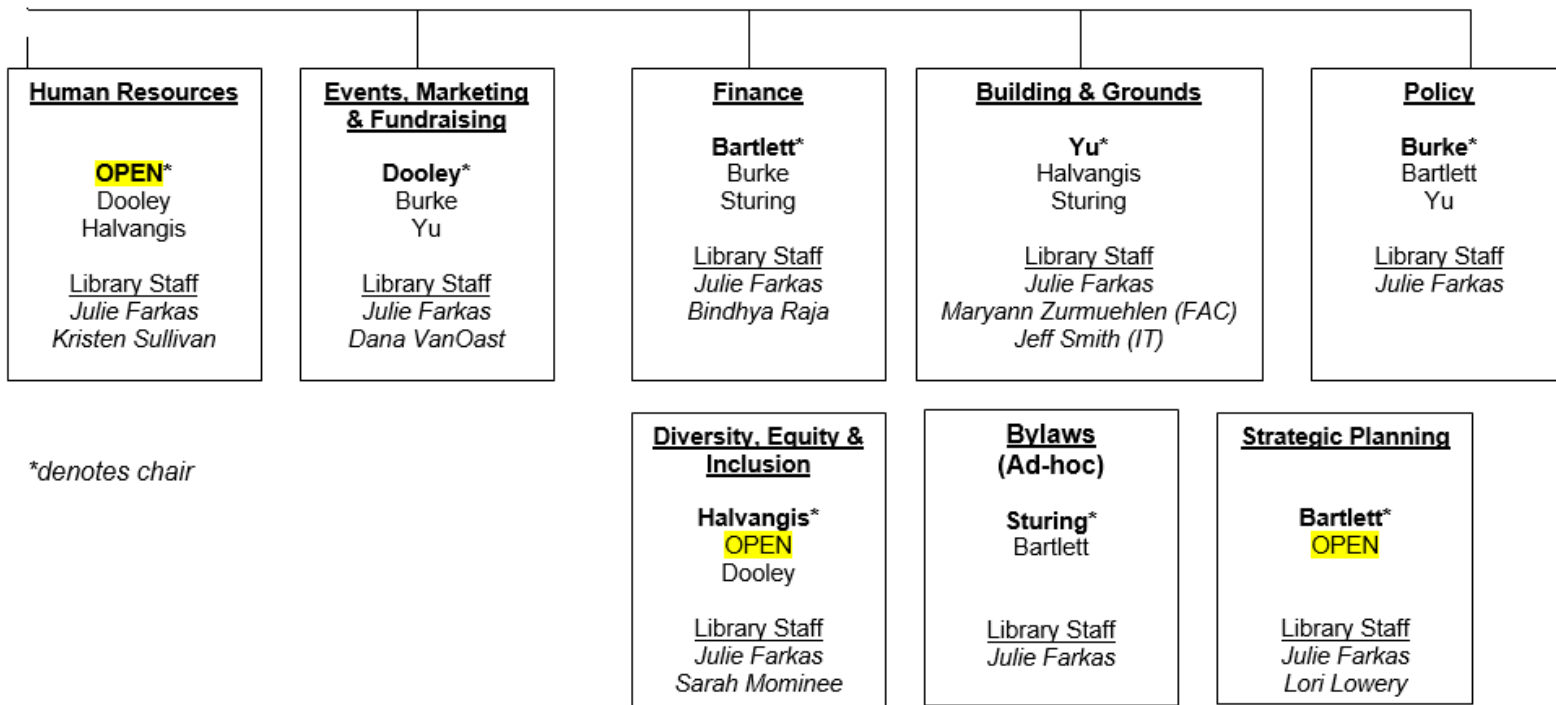 Human Resources
OPEN*
Dooley
Halvangis
Library Staff
Julie Farkas
Kristen Sullivan
Events, Marketing
& Fundraising
Dooley*
Burke
Yu
Library Staff
Julie Farkas
Dana VanOast
Finance
Bartlett*
Burke
Sturing
Library Staff
Julie Farkas
Bindhya Raja
Building & Grounds
Yu*
Halvangis
Sturing
Library Staff
Julie Farkas
Maryann Zurmuehlen (FAC)
Jeff Smith (IT)
Policy
Burke*
Bartlett
Yu
Library Staff
Julie Farkas
*denotes chair
Diversity, Equity &
Inclusion
Halvangis*
OPEN
Dooley
Library Staff
Julie Farkas
Sarah Mominee
Bylaws
(Ad-hoc)
Sturing*
Bartlett
Library Staff
Julie Farkas
Strategic Planning
Bartlett*
OPEN
Library Staff
Julie Farkas
Lori Lowery